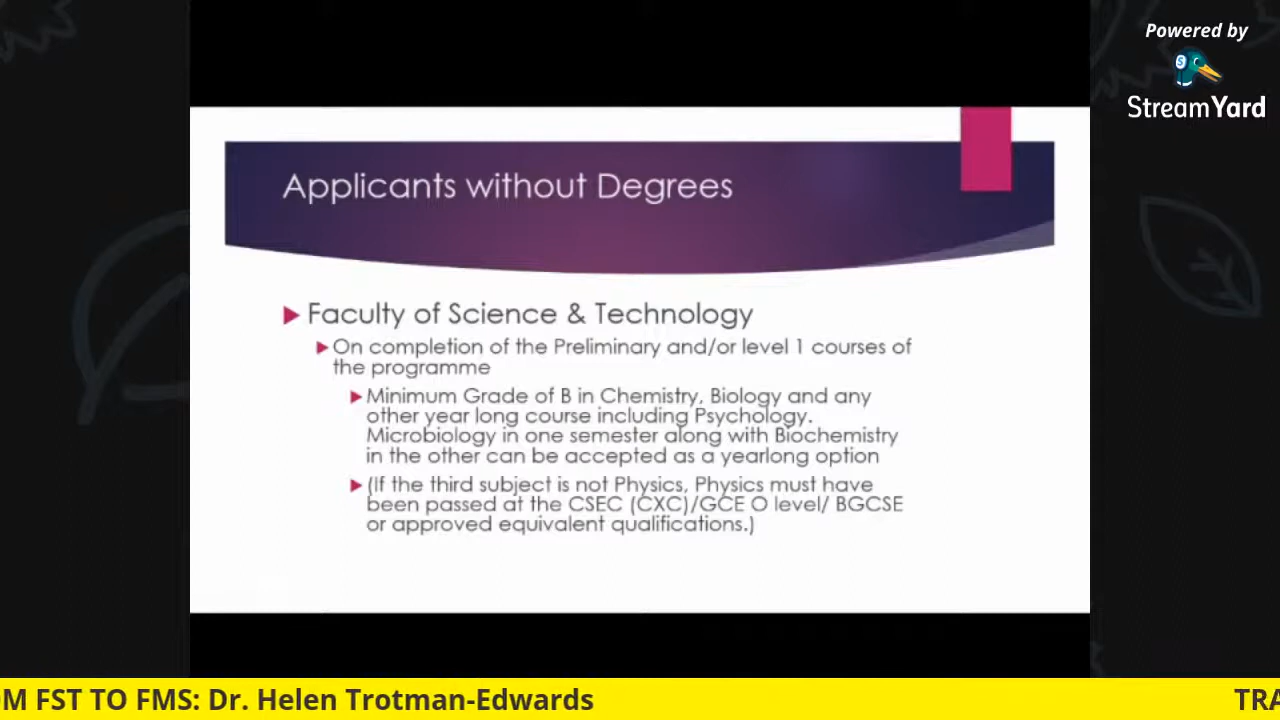 Powered by
StreamYard
Applicants without Degrees
Faculty of Science & Technology
On completion of the Preliminary and/or level 1 courses of
the programme
Minimum Grade of B in Chemistry, Biology and any
other year long course including Psychology.
Microbiology in one semester along with Biochemistry
in the other can be accepted as a yearlong option
(If the third subject is not Physics, Physics must have
been passed at the CSEC (CXC)/GCE O level/ BGCSE
or approved equivalent qualifications.)
OM FST TO FMS: Dr. Helen Trotman-Edwards TRA